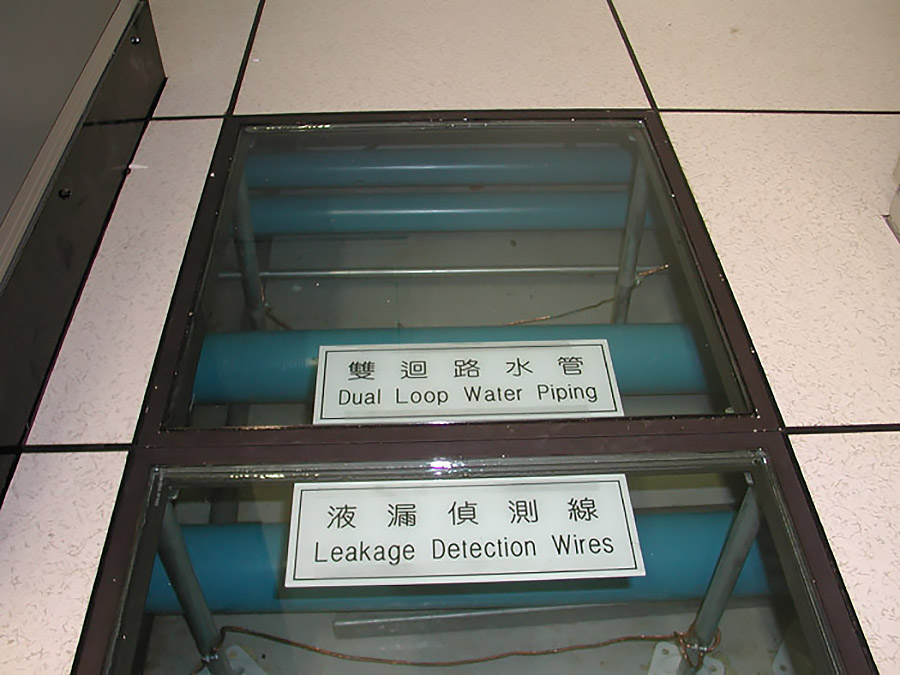 雙迴路水管
Dual Loop Water Piping
液漏偵測線
Leakage Detection Wires